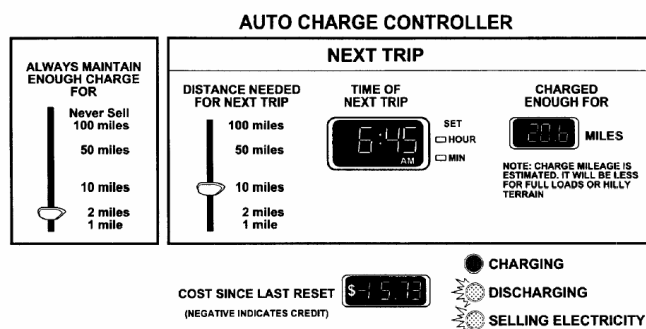 AUTO CHARGE CONTROLLER
ALWAYS MAINTAIN
ENOUGH CHARGE
FOR
Never Sell
100 miles
50 miles
10 miles
2 miles
1 mile
NEXT TRIP
DISTANCE NEEDED
FOR NEXT TRIP
100 miles
50 miles
10 miles
2 miles
1 mile
TIME OF
NEXT TRIP
6:45
AM
SET
HOUR
MIN
CHARGED
ENOUGH FOR
20.6 MILES
NOTE: CHARGE MILEAGE IS
ESTIMATED. IT WILL BE LESS
FOR FULL LOADS OR HILLY
TERRAIN
COST SINCE LAST RESET
(NEGATIVE INDICATES CREDIT)
$-15.73
CHARGING
DISCHARGING
SELLING ELECTRICITY